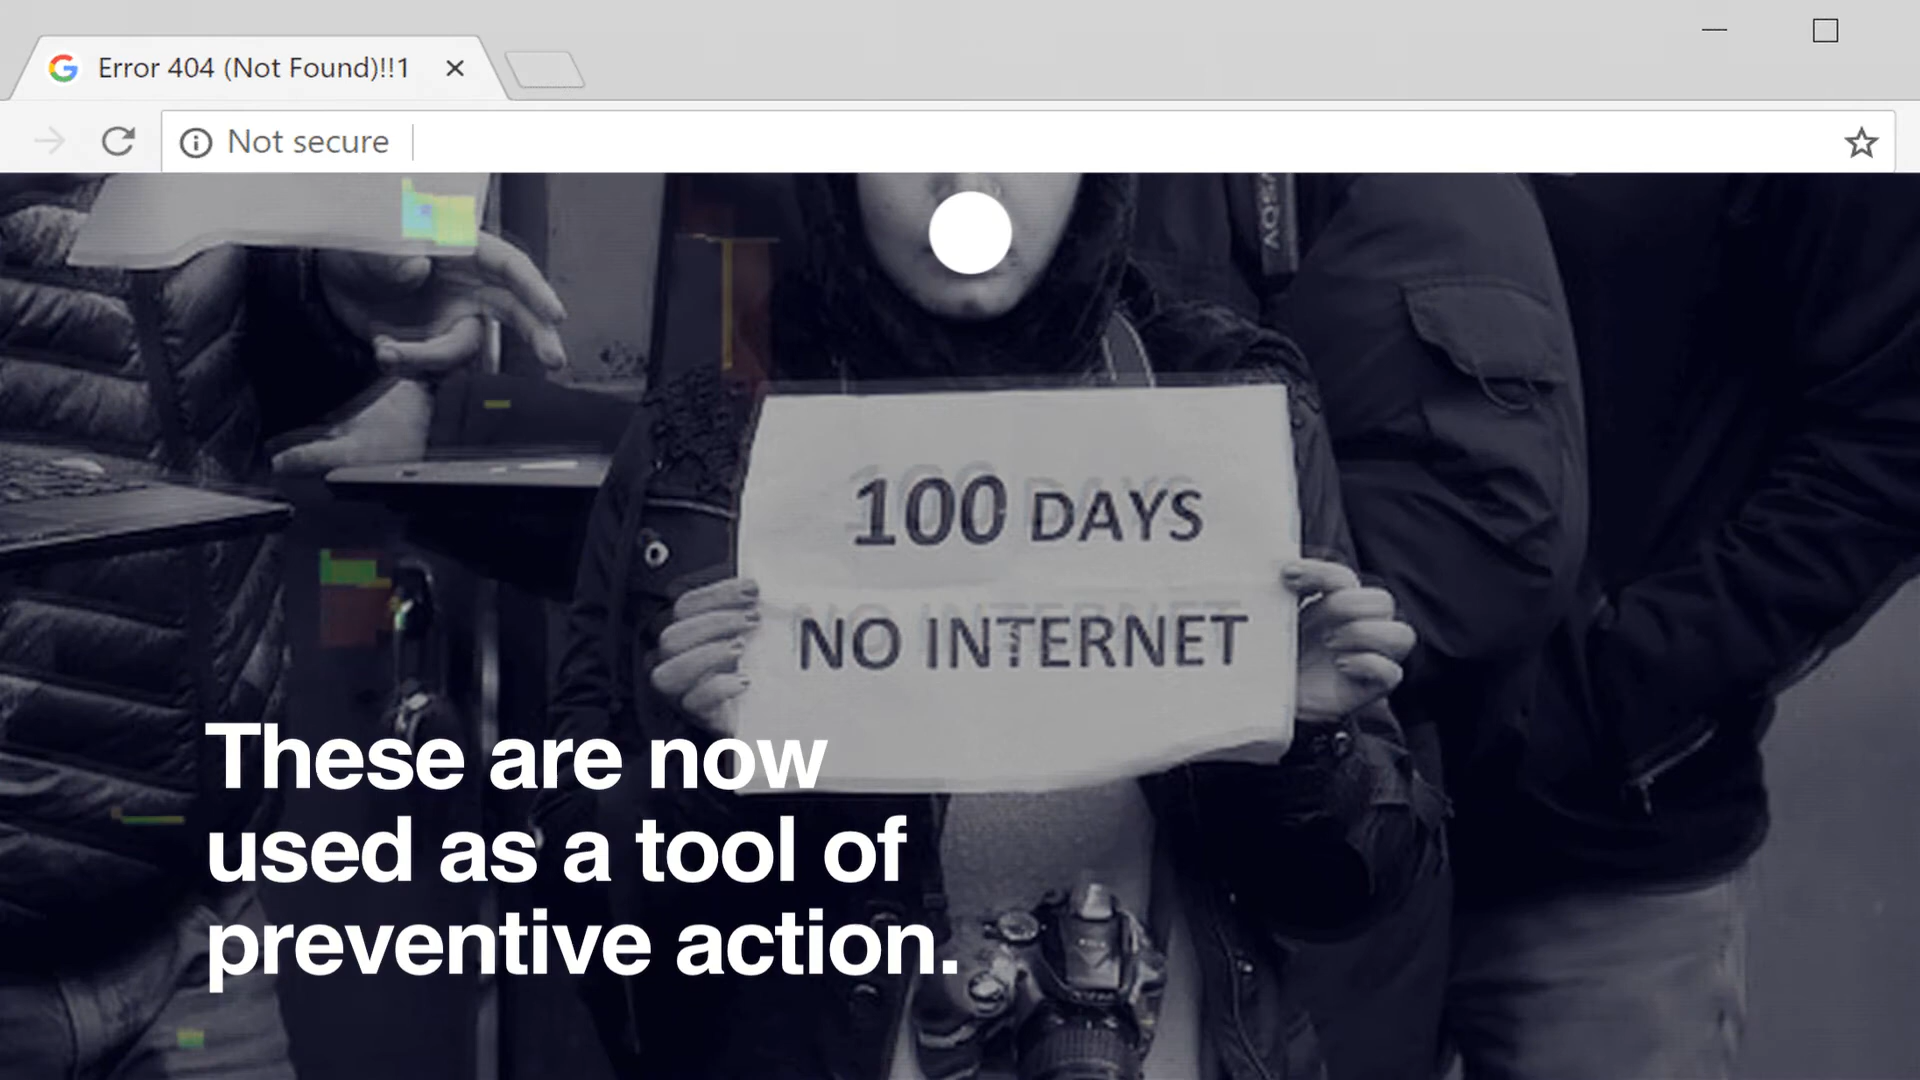 Error 404 (Not Found)!!1
Not secure
100 DAYS
NO INTERNET
These are now
used as a tool of
preventive action.